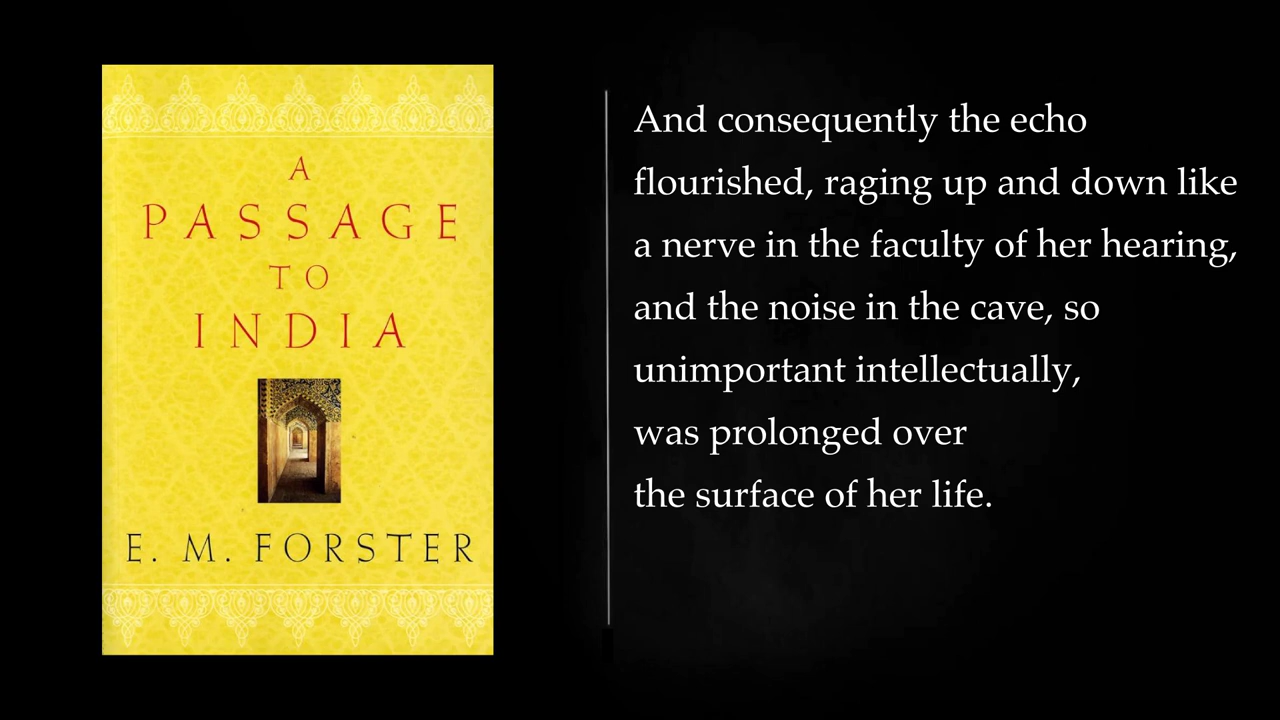 A
PASSAGE
TO
INDIA
E. M. FORSTER
And consequently the echo
flourished, raging up and down like
a nerve in the faculty of her hearing,
and the noise in the cave, so
unimportant intellectually,
was prolonged over
the surface of her life.